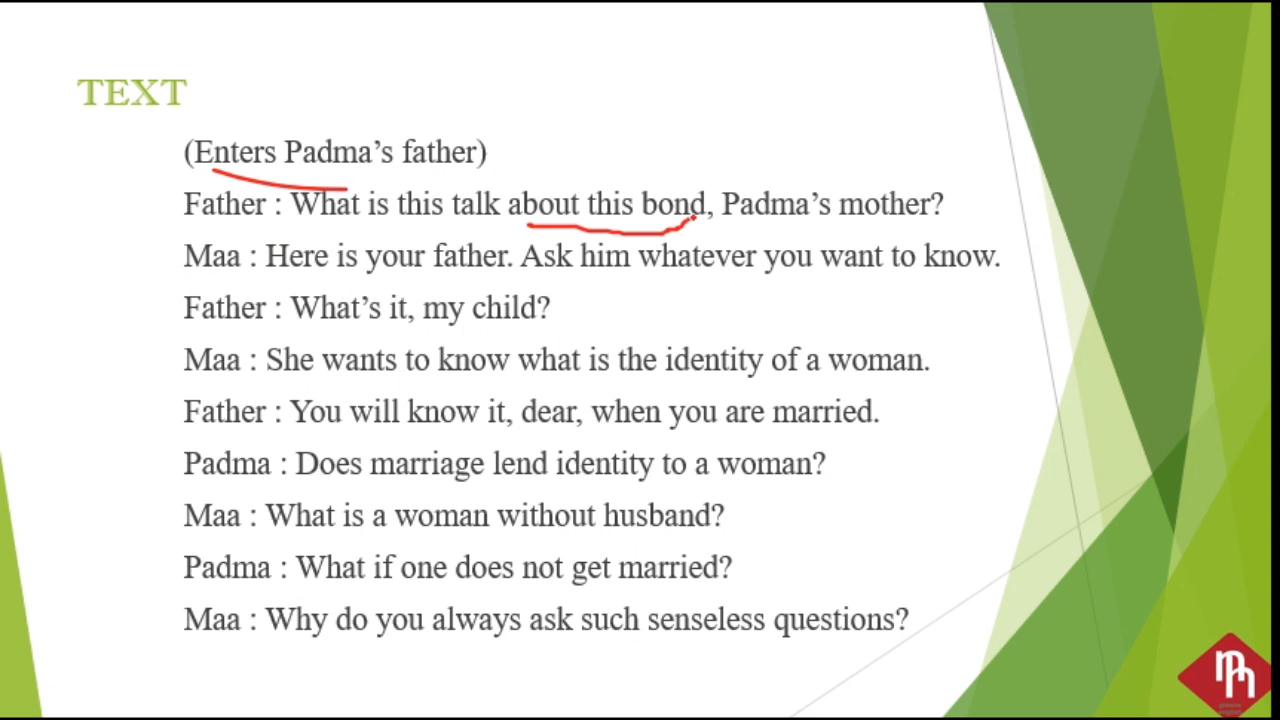 TEXT
(Enters Padma’s father)
Father : What is this talk about this bond, Padma’s mother?
Maa : Here is your father. Ask him whatever you want to know.
Father : What’s it, my child?
Maa : She wants to know what is the identity of a woman.
Father : You will know it, dear, when you are married.
Padma : Does marriage lend identity to a woman?
Maa : What is a woman without husband?
Padma : What if one does not get married?
Maa : Why do you always ask such senseless questions?